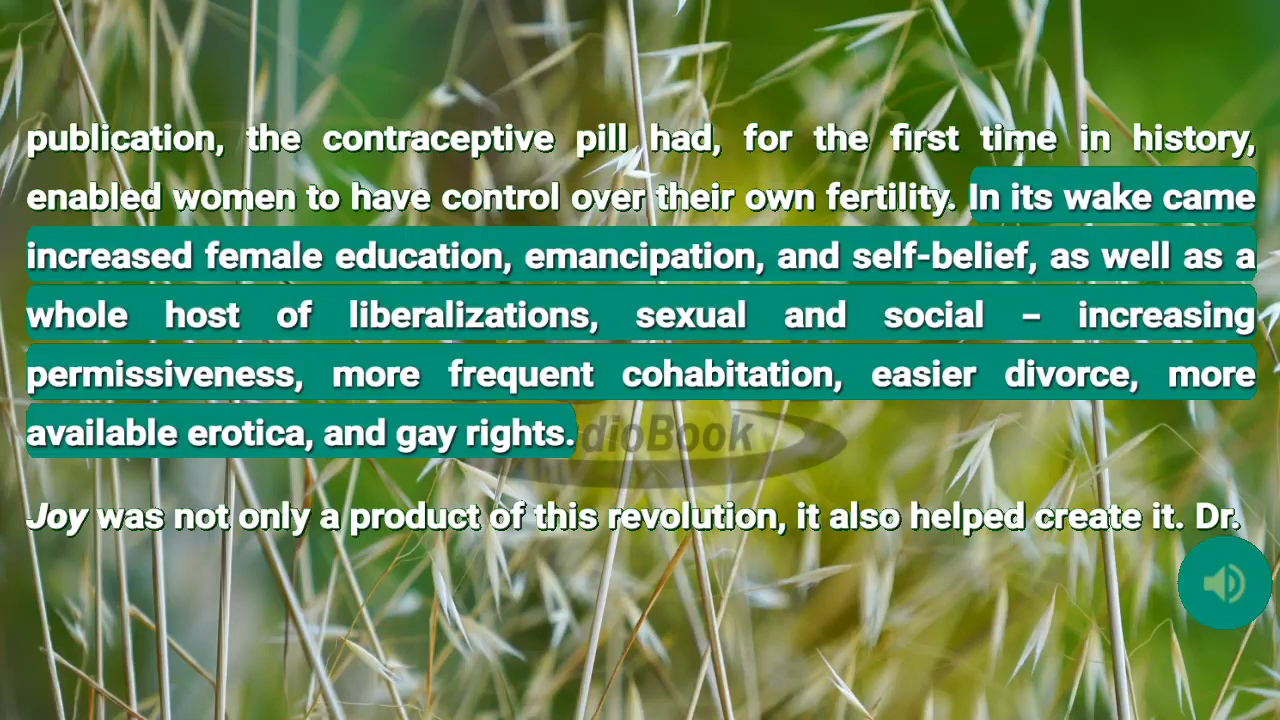 publication, the contraceptive pill had, for the first time in history,
enabled women to have control over their own fertility. In its wake came
increased female education, emancipation, and self-belief, as well as a
whole host of liberalizations, sexual and social – increasing
permissiveness, more frequent cohabitation, easier divorce, more
available erotica, and gay rights.
Joy was not only a product of this revolution, it also helped create it. Dr.